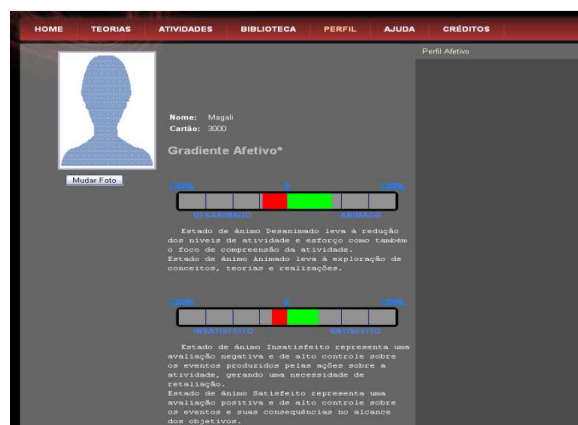 HOME TEORIAS ATIVIDADES BIBLIOTECA PERFIL AJUDA CRÉDITOS
Perfil Afetivo
Nome: Magali
Cartão: 3000
Gradiente Afetivo*
Mudar Foto
100% 0 100%
DESANIMADO ANIMADO
Estado de ânimo Desanimado leva à redução
dos níveis de atividade e esforço como também
o foco de compreensão da atividade.
Estado de ânimo Animado leva à exploração de
conceitos, teorias e realizações.
100% 0 100%
INSATISFEITO SATISFEITO
Estado de ânimo Insatisfeito representa uma
avaliação negativa e de alto controle sobre
os eventos produzidos pelas ações sobre a
atividade, gerando uma necessidade de
retaliação.
Estado de ânimo Satisfeito representa uma
avaliação positiva e de alto controle sobre
os eventos e suas consequências no alcance
dos objetivos.